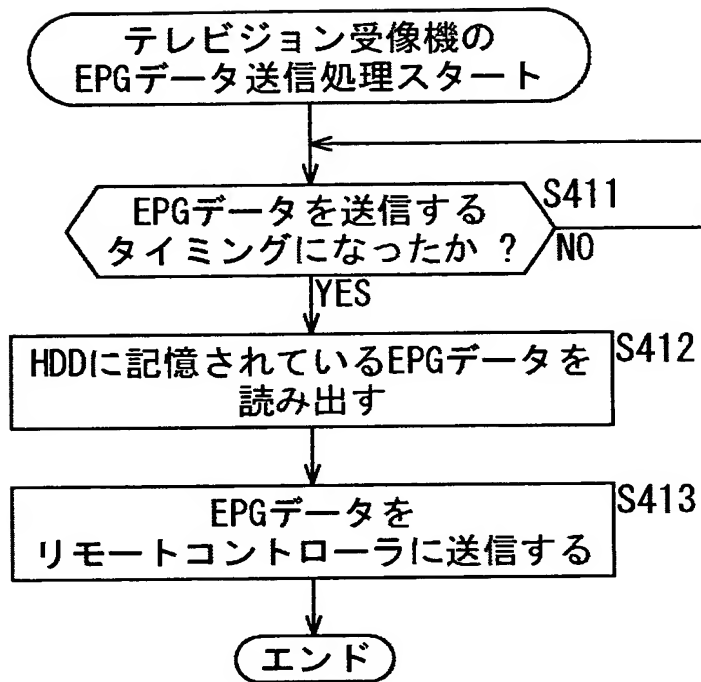 テレビジョン受像機の
EPGデータ送信処理スタート
EPGデータを送信する
タイミングになったか ?
S411
NO
YES
HDDに記憶されているEPGデータを
読み出す
S412
EPGデータを
リモートコントローラに送信する
S413
エンド